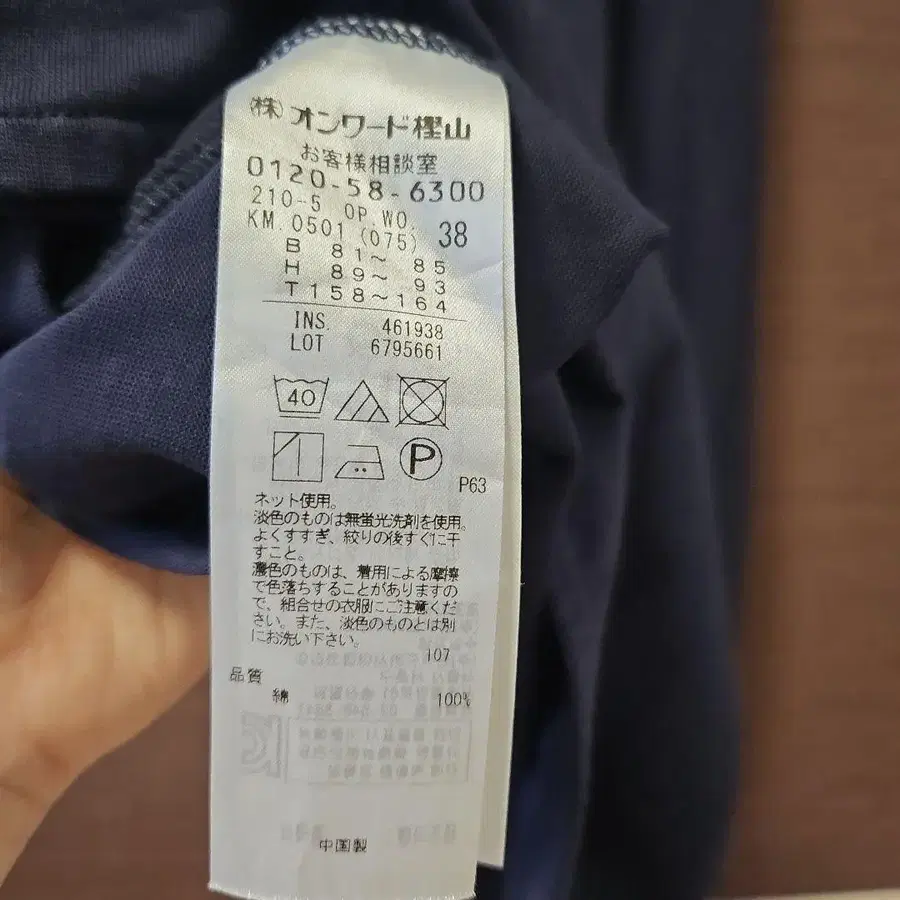 (株)オンワード樫山
お客様相談室
0120-58-6300
210-5 OP.WO.
KM.0501 (075) 38
B 81～ 85
H 89～ 93
T 158～164
INS. 461938
LOT 6795661
40
P
P63
ネット使用。
淡色のものは無蛍光洗剤を使用。
よくすすぎ、絞りの後すぐに干
すこと。
濃色のものは、着用による摩擦
で色落ちすることがありますの
で、組合せの衣服にご注意くだ
さい。また、淡色のものとは別
にお洗い下さい。
107
品質
綿 100%
中国製